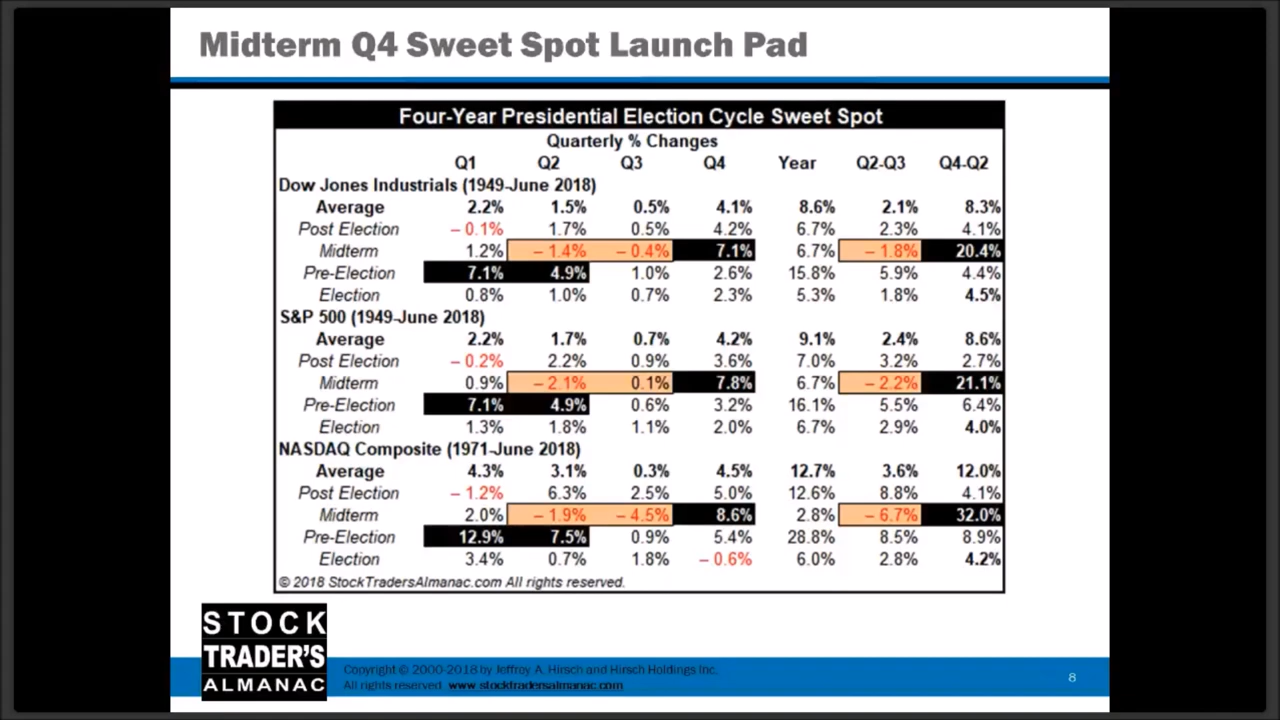 Midterm Q4 Sweet Spot Launch Pad
Four-Year Presidential Election Cycle Sweet Spot
Quarterly % Changes
Q1 Q2 Q3 Q4 Year Q2-Q3 Q4-Q2
Dow Jones Industrials (1949-June 2018)
Average 2.2% 1.5% 0.5% 4.1% 8.6% 2.1% 8.3%
Post Election – 0.1% 1.7% 0.5% 4.2% 6.7% 2.3% 4.1%
Midterm 1.2% – 1.4% – 0.4% 7.1% 6.7% – 1.8% 20.4%
Pre-Election 7.1% 4.9% 1.0% 2.6% 15.8% 5.9% 4.4%
Election 0.8% 1.0% 0.7% 2.3% 5.3% 1.8% 4.5%
S&P 500 (1949-June 2018)
Average 2.2% 1.7% 0.7% 4.2% 9.1% 2.4% 8.6%
Post Election – 0.2% 2.2% 0.9% 3.6% 7.0% 3.2% 2.7%
Midterm 0.9% – 2.1% 0.1% 7.8% 6.7% – 2.2% 21.1%
Pre-Election 7.1% 4.9% 0.6% 3.2% 16.1% 5.5% 6.4%
Election 1.3% 1.8% 1.1% 2.0% 6.7% 2.9% 4.0%
NASDAQ Composite (1971-June 2018)
Average 4.3% 3.1% 0.3% 4.5% 12.7% 3.6% 12.0%
Post Election – 1.2% 6.3% 2.5% 5.0% 12.6% 8.8% 4.1%
Midterm 2.0% – 1.9% – 4.5% 8.6% 2.8% – 6.7% 32.0%
Pre-Election 12.9% 7.5% 0.9% 5.4% 28.8% 8.5% 8.9%
Election 3.4% 0.7% 1.8% – 0.6% 6.0% 2.8% 4.2%
© 2018 StockTradersAlmanac.com All rights reserved.
STOCK
TRADER'S
ALMANAC
Copyright © 2000-2018 by Jeffrey A. Hirsch and Hirsch Holdings Inc.
All rights reserved. www.stocktradersalmanac.com
8